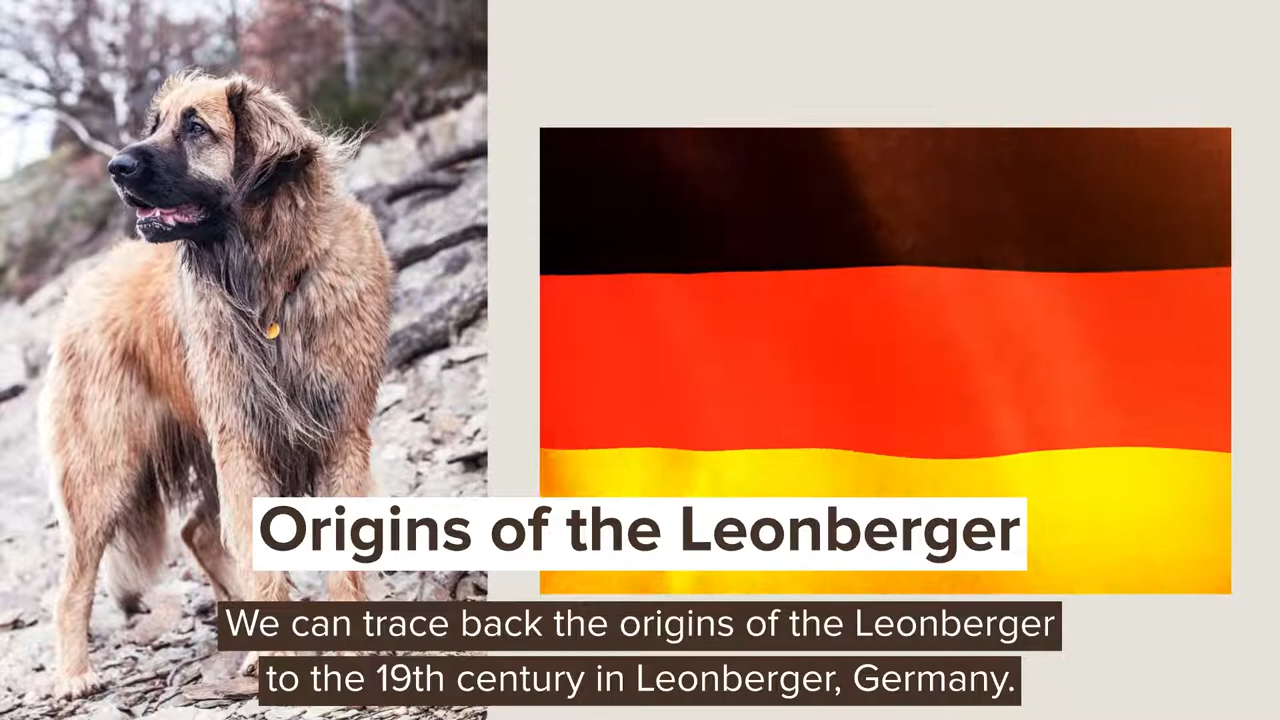 Origins of the Leonberger
We can trace back the origins of the Leonberger
to the 19th century in Leonberger, Germany.